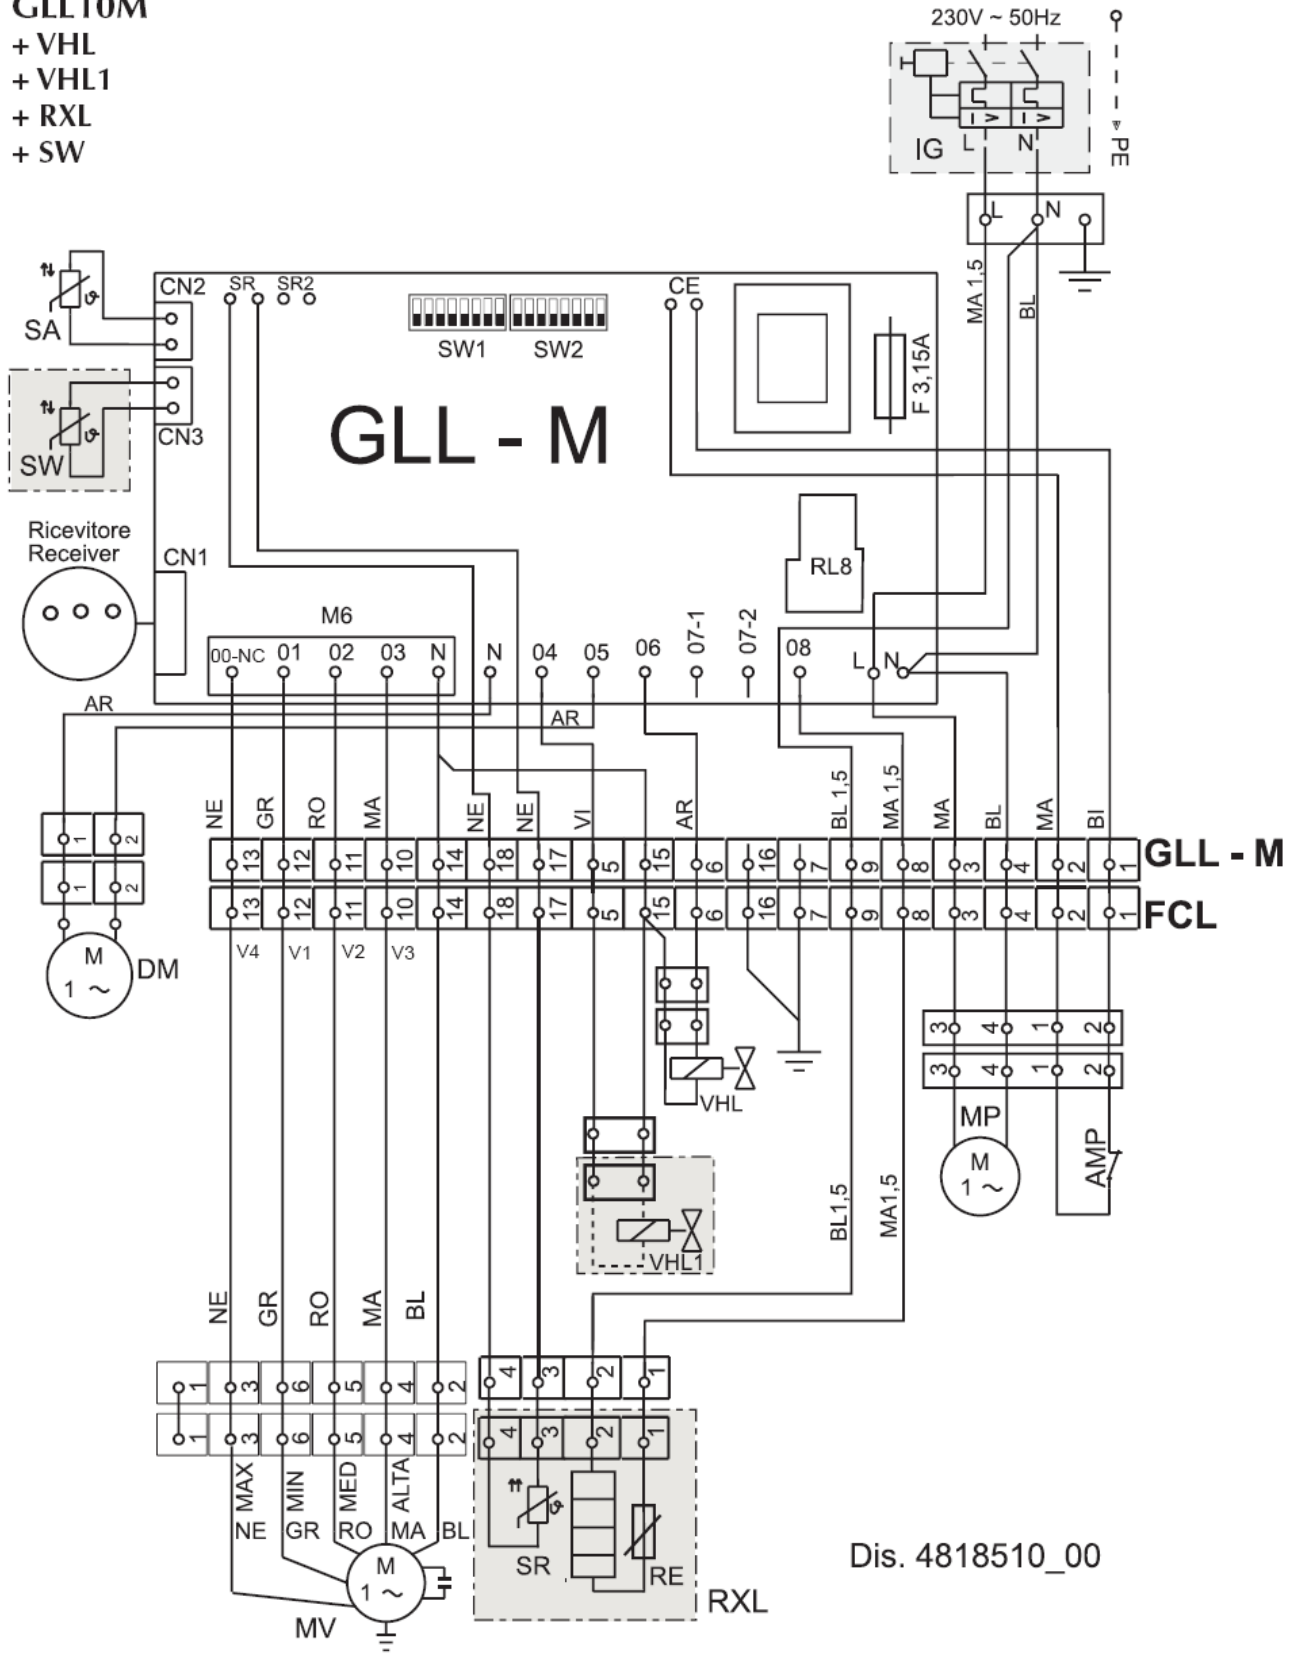 GLL10M
+ VHL
+ VHL1
+ RXL
+ SW
230V ~ 50Hz
PE
IG
L N
L N
MA 1,5
BL
CN2
SR SR2
CE
SA
SW1 SW2
F 3,15A
GLL - M
SW
CN3
Ricevitore
Receiver
CN1
RL8
M6
00-NC 01 02 03 N N 04 05 06 07-1 07-2 08 L N
AR
AR
NE GR RO MA NE NE VI AR BL 1,5 MA 1,5 MA BL MA BI
1 2
1 2
13 12 11 10 14 18 17 5 15 6 16 7 9 8 3 4 2 1 GLL - M
13 12 11 10 14 18 17 5 15 6 16 7 9 8 3 4 2 1 FCL
V4 V1 V2 V3
M
1 ~
DM
3 4 1 2
3 4 1 2
VHL
MP
M
1 ~
AMP
BL1,5 MA1,5
VHL1
NE GR RO MA BL
1 3 6 5 4 2
4 3 2 1
1 3 6 5 4 2
4 3 2 1
MAX MIN MED ALTA
NE GR RO MA BL
M
1 ~
MV
SR
RE
RXL
Dis. 4818510_00